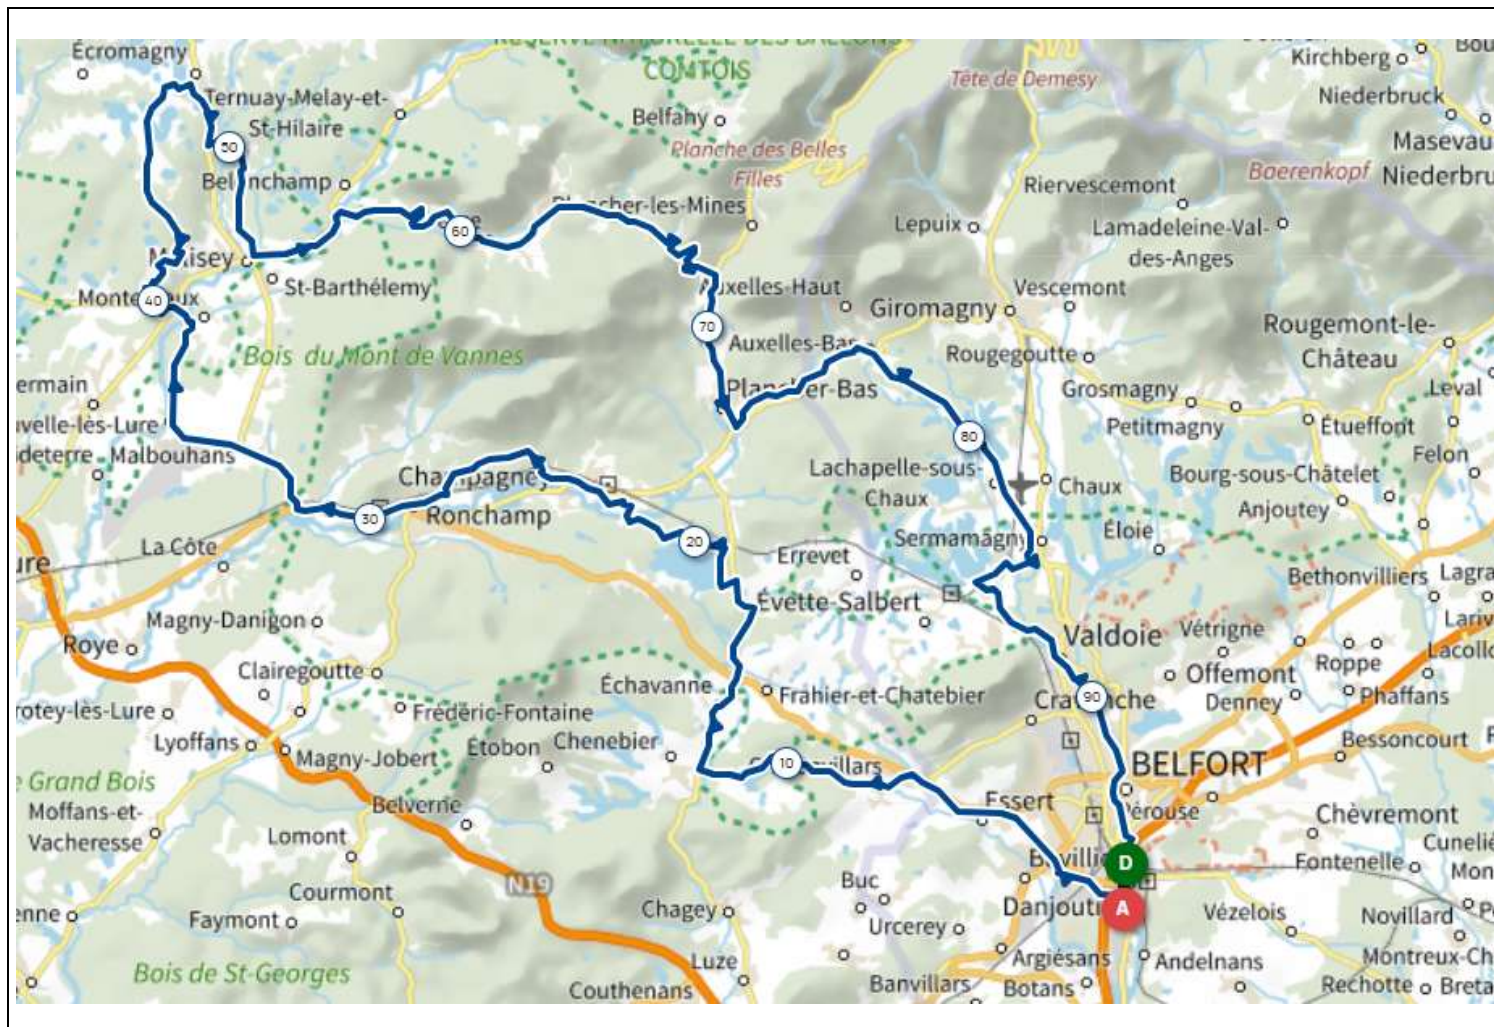 Écromagny
COMTOIS
Tête de Demesy
Kirchberg
Ternuay-Melay-et-
St-Hilaire
Belfahy
Niederbruck
Planche des Belles
Filles
50
Baerenkopf
Riervescemont
Lepuix
Lamadeleine-Val-
des-Anges
60
St-Barthélemy
40
Auxelles-Haut
Giromagny
Vescemont
70
Rougemont-le-
Château
Bois du Mont de Vannes
Rougegoutte
Grosmagny
Leval
Petitmagny
Étueffont
80
Malbouhans
Lachapelle-sous-
Chaux
Chaux
Bourg-sous-Châtelet
Felon
Anjoutey
30
Ronchamp
20
Sermamagny
Éloie
La Côte
Errevet
Bethonvilliers
Évette-Salbert
Magny-Danigon
Roye
Valdoie
Vétrigne
Clairegoutte
Offemont
Roppe
Échavanne
Frahier-et-Chatebier
90
Denney
Phaffans
Frédéric-Fontaine
Lyoffans
Magny-Jobert
Étobon
Chenebier
10
Bessoncourt
BELFORT
Grand Bois
Moffans-et-
Vacheresse
Belverne
Essert
Pérouse
Chèvremont
Lomont
D
Fontenelle
N19
Courmont
Buc
A
Faymont
Chagey
Urcerey
Vézelois
Novillard
Bois de St-Georges
Luze
Argiésans
Andelnans
Couthenans
Banvillars
Botans
Rechotte